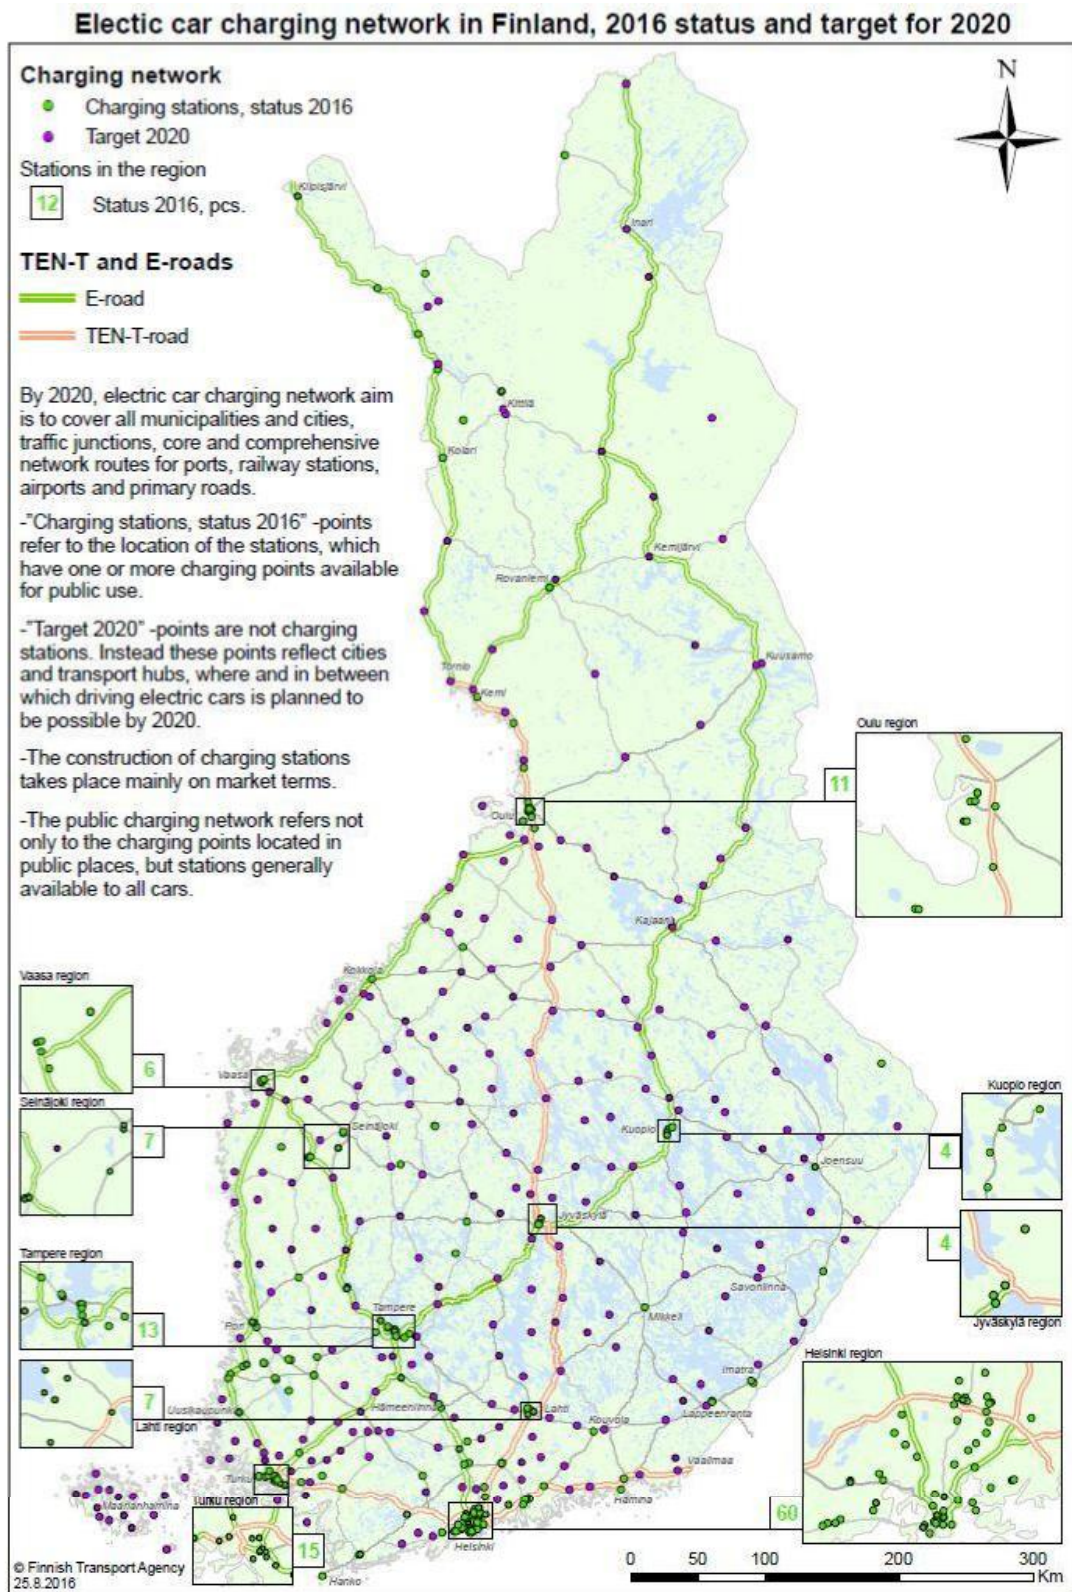 Electic car charging network in Finland, 2016 status and target for 2020
Charging network
Charging stations, status 2016
Target 2020
Stations in the region
12 Status 2016, pcs.
TEN-T and E-roads
E-road
TEN-T-road
By 2020, electric car charging network aim
is to cover all municipalities and cities,
traffic junctions, core and comprehensive
network routes for ports, railway stations,
airports and primary roads.
-"Charging stations, status 2016" -points
refer to the location of the stations, which
have one or more charging points available
for public use.
-"Target 2020" -points are not charging
stations. Instead these points reflect cities
and transport hubs, where and in between
which driving electric cars is planned to
be possible by 2020.
-The construction of charging stations
takes place mainly on market terms.
-The public charging network refers not
only to the charging points located in
public places, but stations generally
available to all cars.
N
Kilpisjärvi
Inari
Kittilä
Kolari
Kemijärvi
Rovaniemi
Kuusamo
Tornio
Kemi
Oulu region
11
Oulu
Kajaani
Kokkola
Vaasa region
6
Vaasa
Seinäjoki region
7
Seinäjoki
Kuopio region
4
Kuopio
Joensuu
Jyväskylä
4
Jyväskylä region
Tampere region
13
Tampere
Savonlinna
Mikkeli
Pori
Helsinki region
Imatra
7
Lahti region
Uusikaupunki
Hämeenlinna
Lahti
Kouvola
Lappeenranta
Vaalimaa
Turku
Hamina
Maarianhamina
Turku region
15
60
Helsinki
Hanko
© Finnish Transport Agency
25.8.2016
0 50 100 200 300
Km